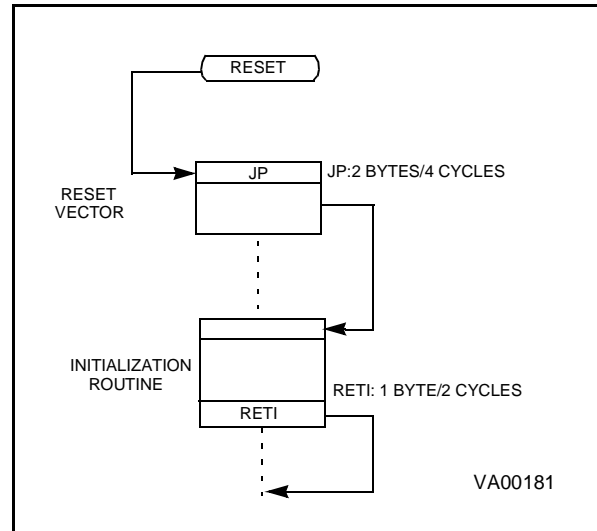 RESET
JP
JP:2 BYTES/4 CYCLES
RESET
VECTOR
INITIALIZATION
ROUTINE
RETI: 1 BYTE/2 CYCLES
RETI
VA00181